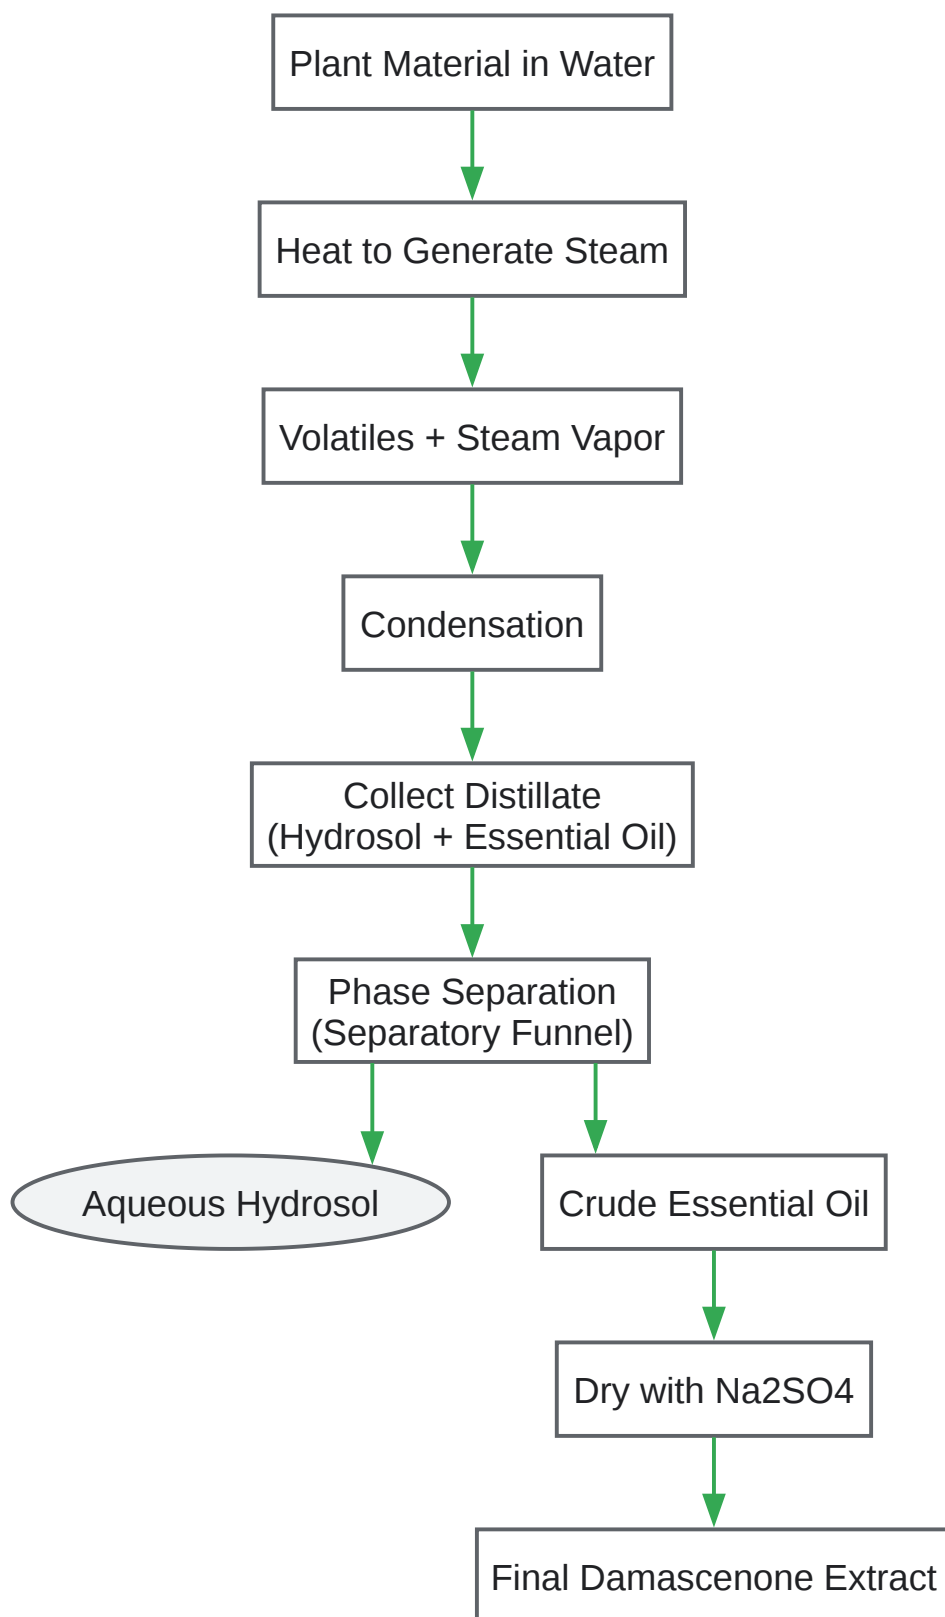 Plant Material in Water
Heat to Generate Steam
Volatiles + Steam Vapor
Condensation
Collect Distillate
(Hydrosol + Essential Oil)
Phase Separation
(Separatory Funnel)
Aqueous Hydrosol
Crude Essential Oil
Dry with Na2SO4
Final Damascenone Extract